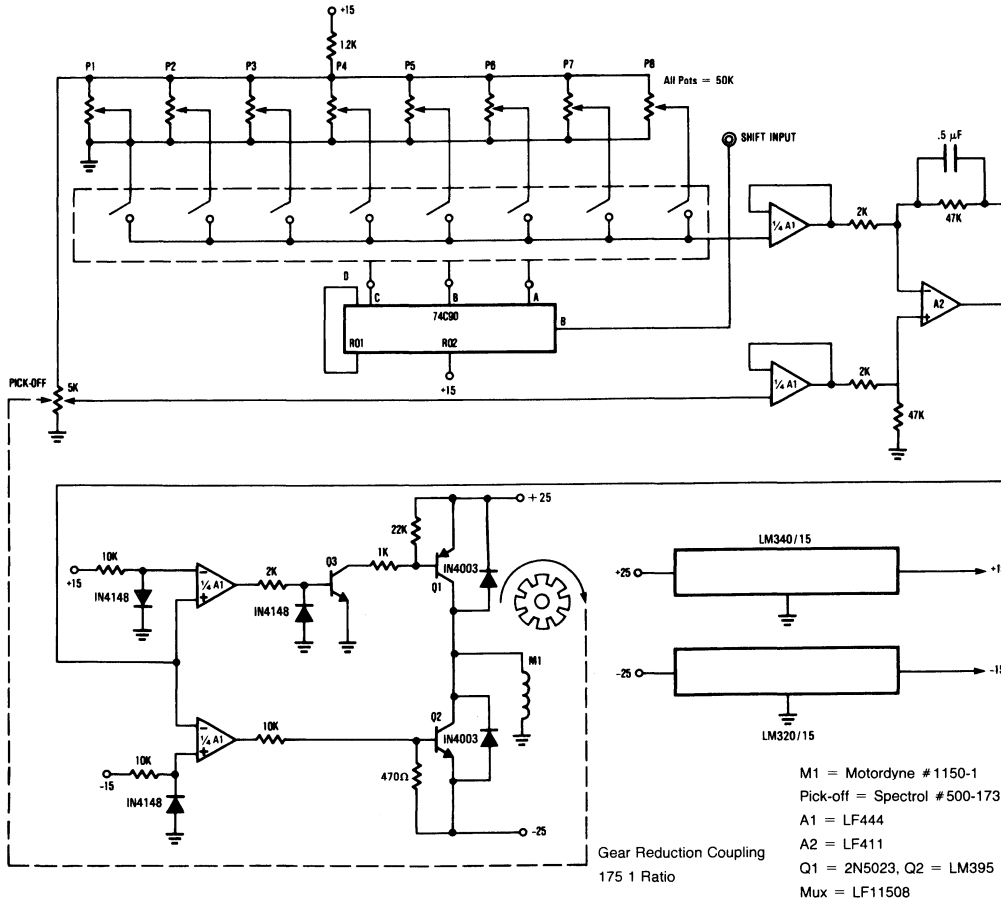 +15
1.2K
P1 P2 P3 P4 P5 P6 P7 P8
All Pots = 50K
SHIFT INPUT
.5 µF
47K
2K
¼ A1
A2
D C B A
74C90
B
RO1 RO2
+15
PICK-OFF
5K
¼ A1
2K
47K
+25
22K
10K
Q3
1K
IN4003
+15
2K
¼ A1
Q1
IN4148
IN4148
M1
Q2
¼ A1
10K
IN4003
10K
-15
470Ω
IN4148
-25
LM340/15
+25
-25
LM320/15
Gear Reduction Coupling
175 1 Ratio
M1 = Motordyne #1150-1
Pick-off = Spectrol #500-173
A1 = LF444
A2 = LF411
Q1 = 2N5023, Q2 = LM395
Mux = LF11508